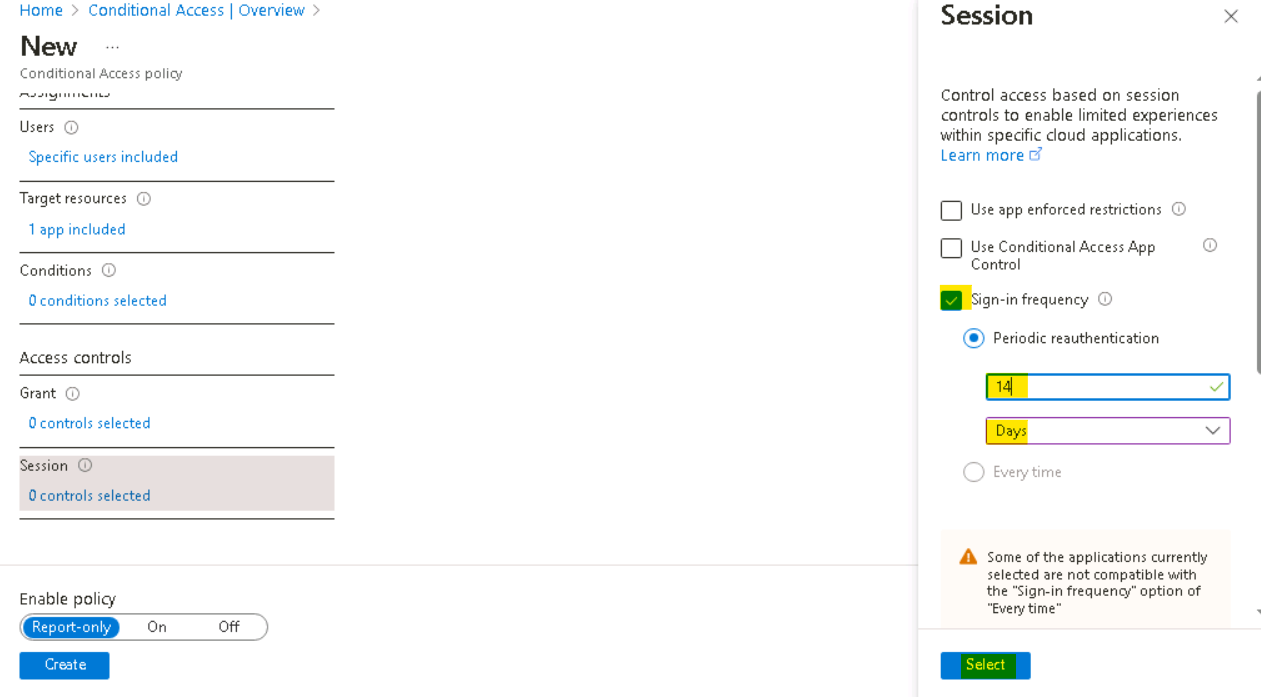 Home > Conditional Access | Overview >
New ...
Conditional Access policy
Assignments
Users
Specific users included
Target resources
1 app included
Conditions
0 conditions selected
Access controls
Grant
0 controls selected
Session
0 controls selected
Enable policy
Report-only On Off
Create
Session
Control access based on session
controls to enable limited experiences
within specific cloud applications.
Learn more
Use app enforced restrictions
Use Conditional Access App
Control
Sign-in frequency
Periodic reauthentication
14
Days
Every time
Some of the applications currently
selected are not compatible with
the "Sign-in frequency" option of
"Every time"
Select